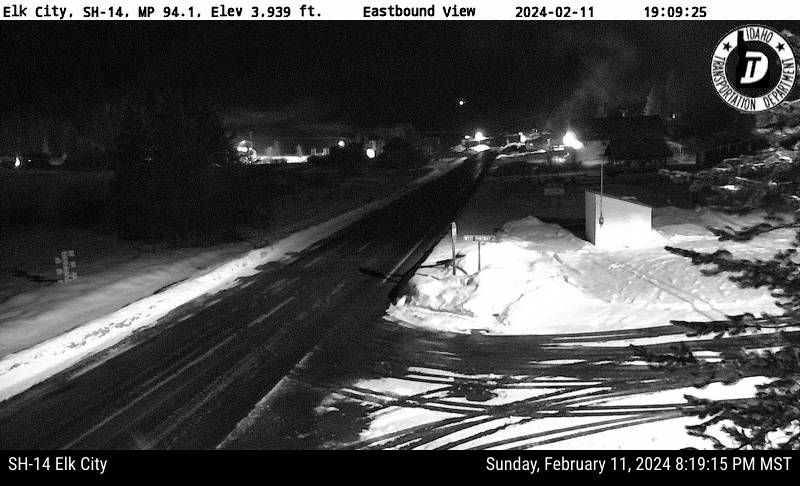 Elk City, SH-14, MP 94.1, Elev 3,939 ft. Eastbound View 2024-02-11 19:09:25
IDAHO
TRANSPORTATION DEPARTMENT
SH-14 Elk City Sunday, February 11, 2024 8:19:15 PM MST